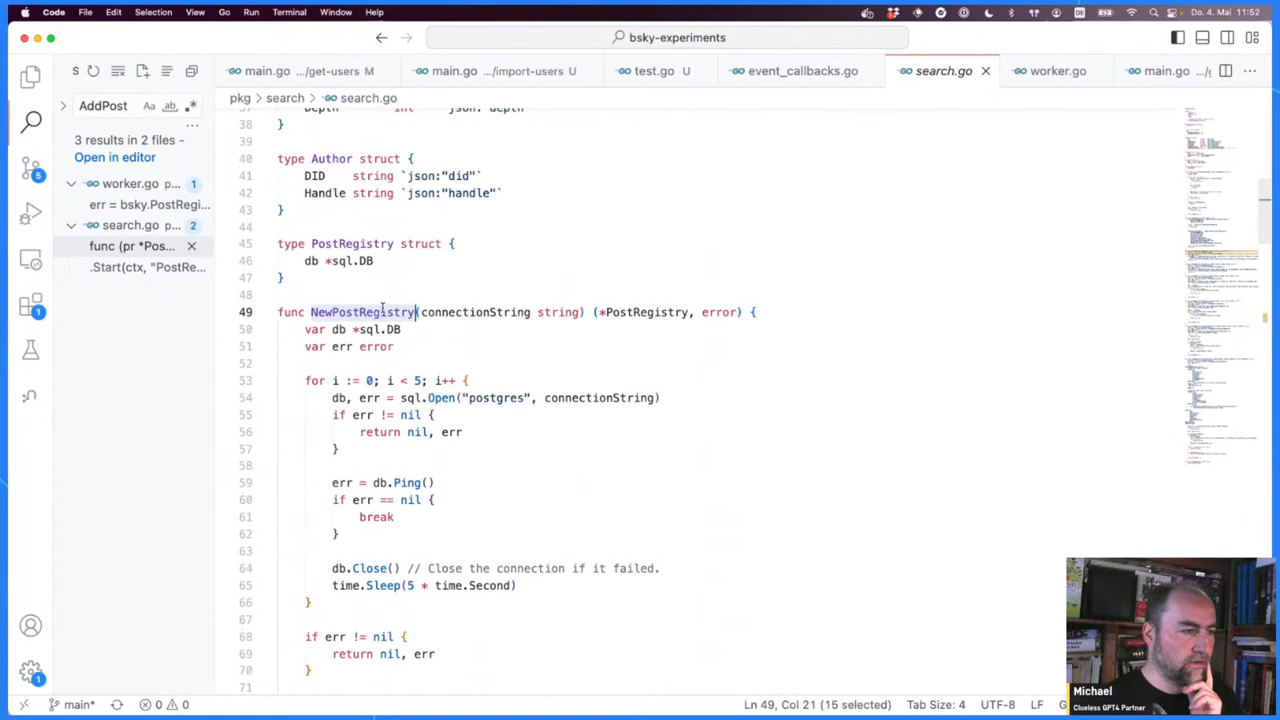 Code File Edit Selection View Go Run Terminal Window Help Do. 4. Mai 11:52
bsky-experiments
main.go .../get-users M main.go .../import-users U test.go U event_callbacks.go search.go worker.go main.go
AddPost Aa ab
pkg search search.go
3 results in 2 files -
Open in editor
worker.go p... 1
err = bsky.PostRegi...
search.go p... 2
func (pr *Pos...
.Start(ctx, "PostRe...
38 }
39
40 type Author struct {
41 DID string `json:"did"`
42 Handle string `json:"handle"`
43 }
44
45 type PostRegistry struct {
46 db *sql.DB
47 }
48
49 func NewPostRegistry(connectionString string) (*PostRegistry, error) {
50 var db *sql.DB
51 var err error
52
53 for i := 0; i < 5; i++ {
54 db, err = sql.Open("postgres", connectionString)
55 if err != nil {
56 return nil, err
57
58
59 err = db.Ping()
60 if err == nil {
61 break
62 }
63
64 db.Close() // Close the connection if it failed.
65 time.Sleep(5 * time.Second)
66 }
67
68 if err != nil {
69 return nil, err
70 }
71
main* 0 0 Ln 49, Col 21 (15 selected) Tab Size: 4 UTF-8 LF
Michael
Clueless GPT4 Partner